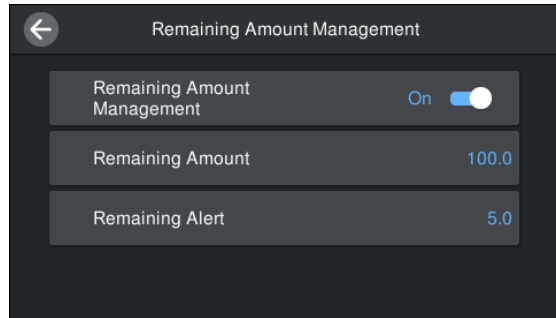 Remaining Amount Management
Remaining Amount
Management
On
Remaining Amount
100.0
Remaining Alert
5.0